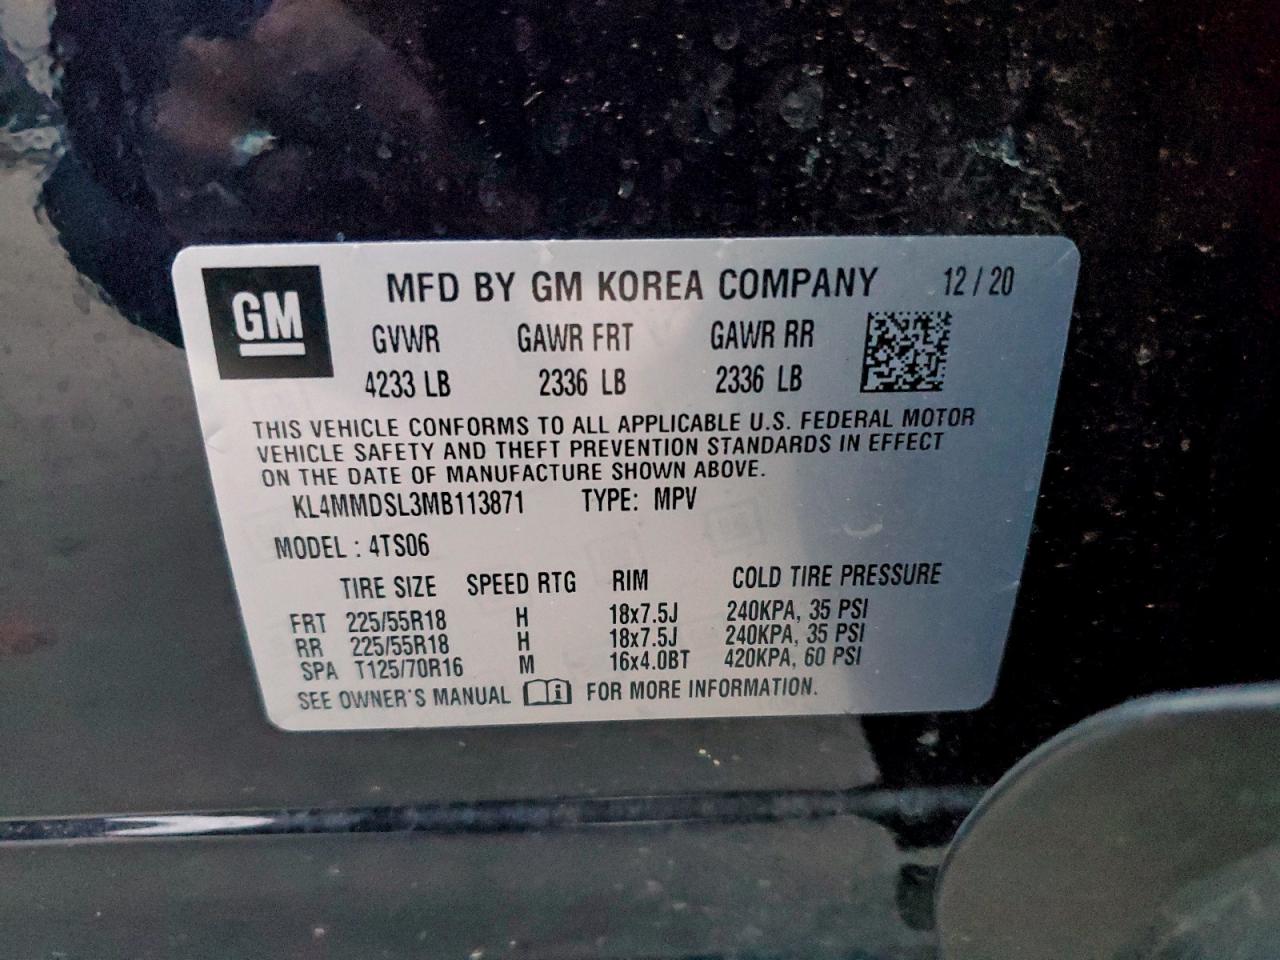 GM
MFD BY GM KOREA COMPANY 12 / 20
GVWR GAWR FRT GAWR RR
4233 LB 2336 LB 2336 LB
THIS VEHICLE CONFORMS TO ALL APPLICABLE U.S. FEDERAL MOTOR
VEHICLE SAFETY AND THEFT PREVENTION STANDARDS IN EFFECT
ON THE DATE OF MANUFACTURE SHOWN ABOVE.
KL4MMDSL3MB113871 TYPE: MPV
MODEL : 4TS06
TIRE SIZE SPEED RTG RIM COLD TIRE PRESSURE
FRT 225/55R18 H 18x7.5J 240KPA, 35 PSI
RR 225/55R18 H 18x7.5J 240KPA, 35 PSI
SPA T125/70R16 M 16x4.0BT 420KPA, 60 PSI
SEE OWNER'S MANUAL i FOR MORE INFORMATION.